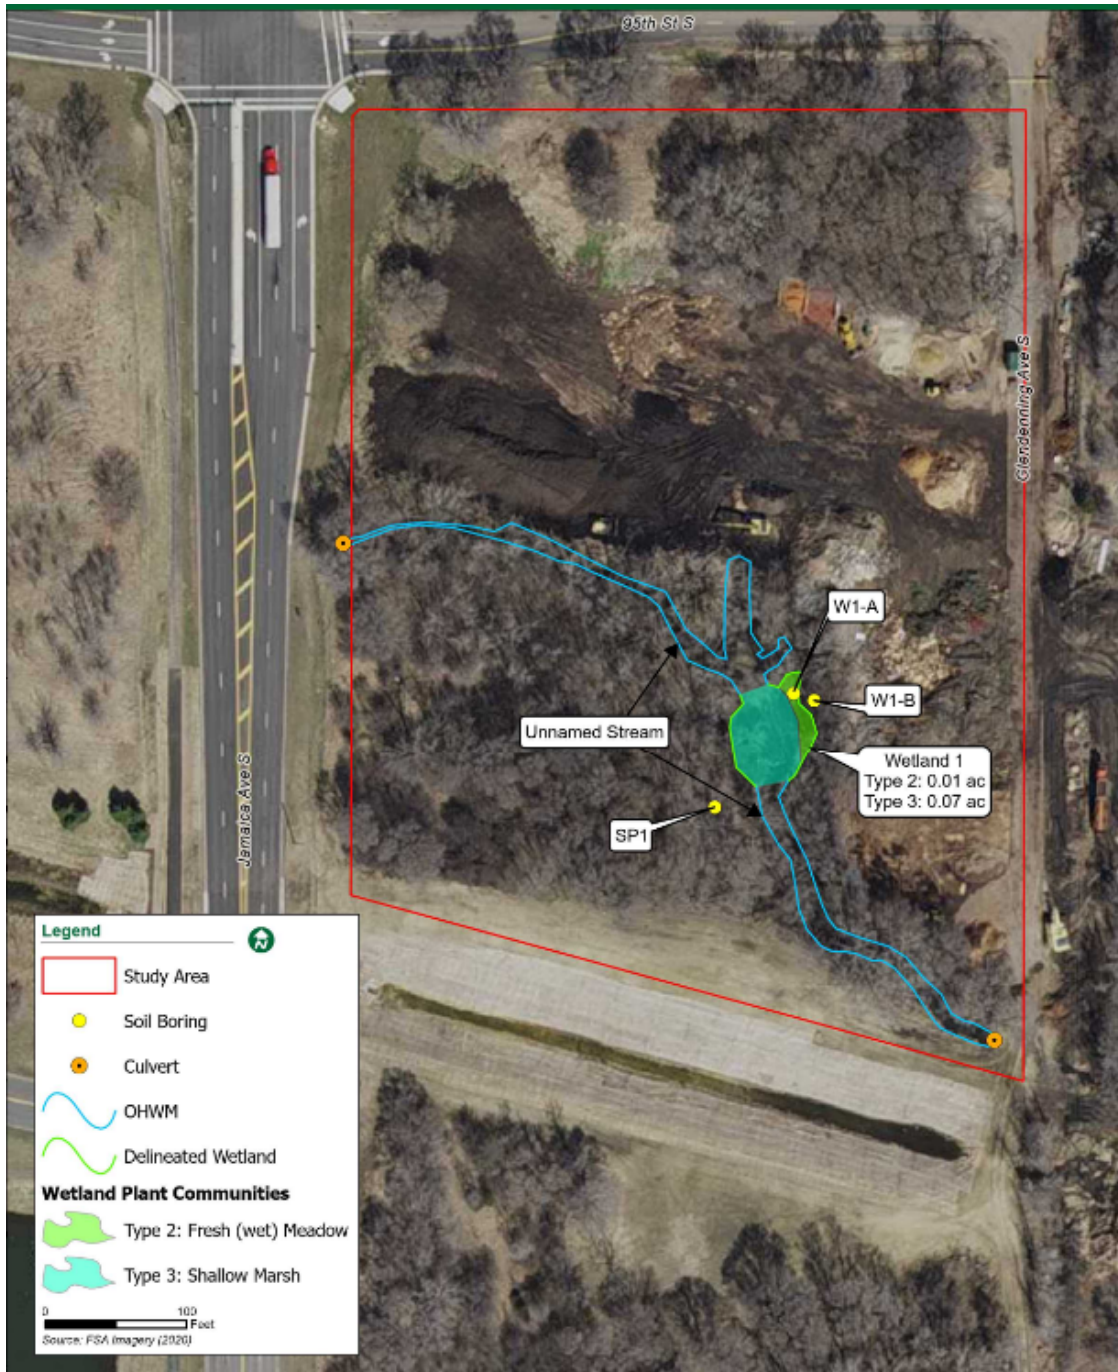 95th St S
Glendenning Ave S
W1-A
W1-B
Unnamed Stream
Wetland 1
Type 2: 0.01 ac
Type 3: 0.07 ac
SP1
Jamaica Ave S
Legend
N
Study Area
Soil Boring
Culvert
OHWM
Delineated Wetland
Wetland Plant Communities
Type 2: Fresh (wet) Meadow
Type 3: Shallow Marsh
0 100
Feet
Source: FSA Imagery (2020)